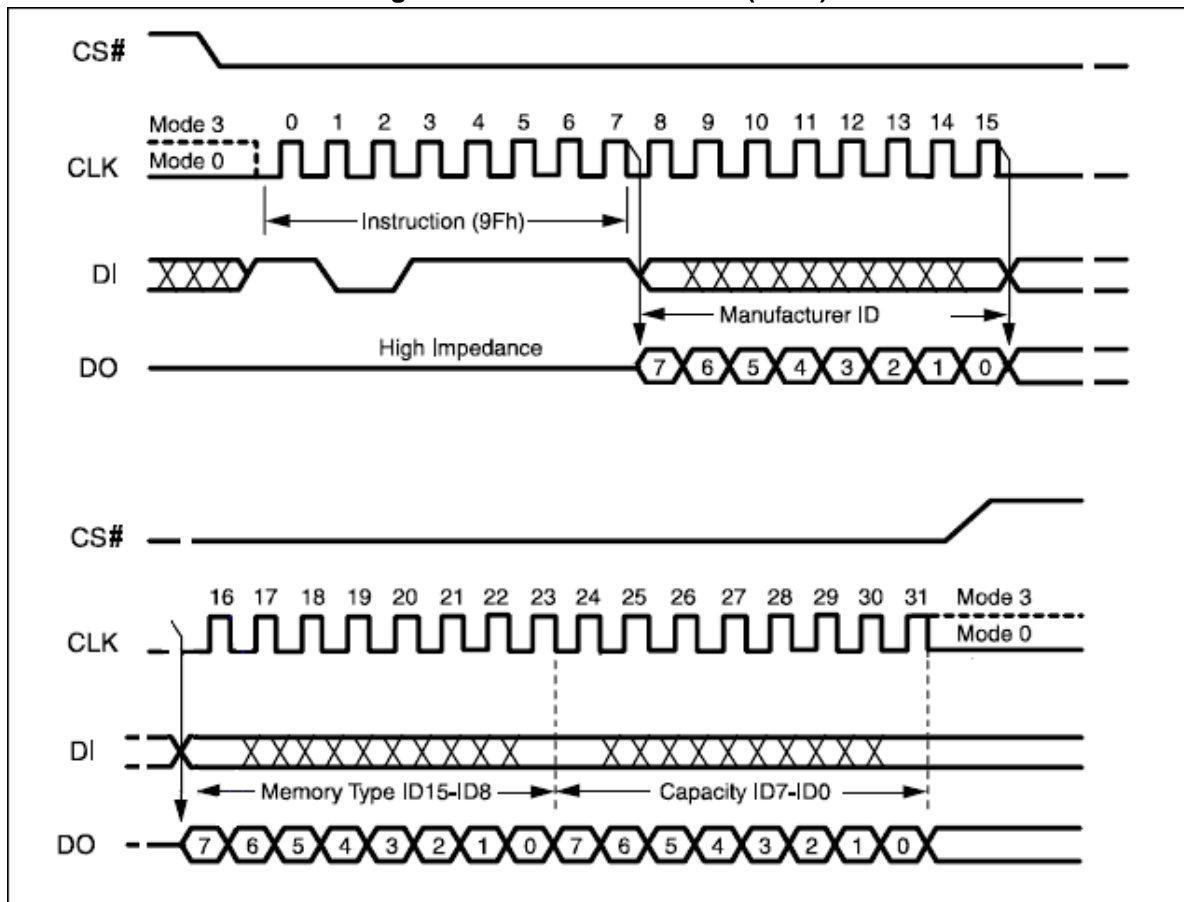 CS#
Mode 3 0 1 2 3 4 5 6 7 8 9 10 11 12 13 14 15
CLK Mode 0
Instruction (9Fh)
DI
Manufacturer ID
High Impedance
DO 7 6 5 4 3 2 1 0
CS#
16 17 18 19 20 21 22 23 24 25 26 27 28 29 30 31 Mode 3
CLK Mode 0
DI
Memory Type ID15-ID8 Capacity ID7-ID0
DO 7 6 5 4 3 2 1 0 7 6 5 4 3 2 1 0